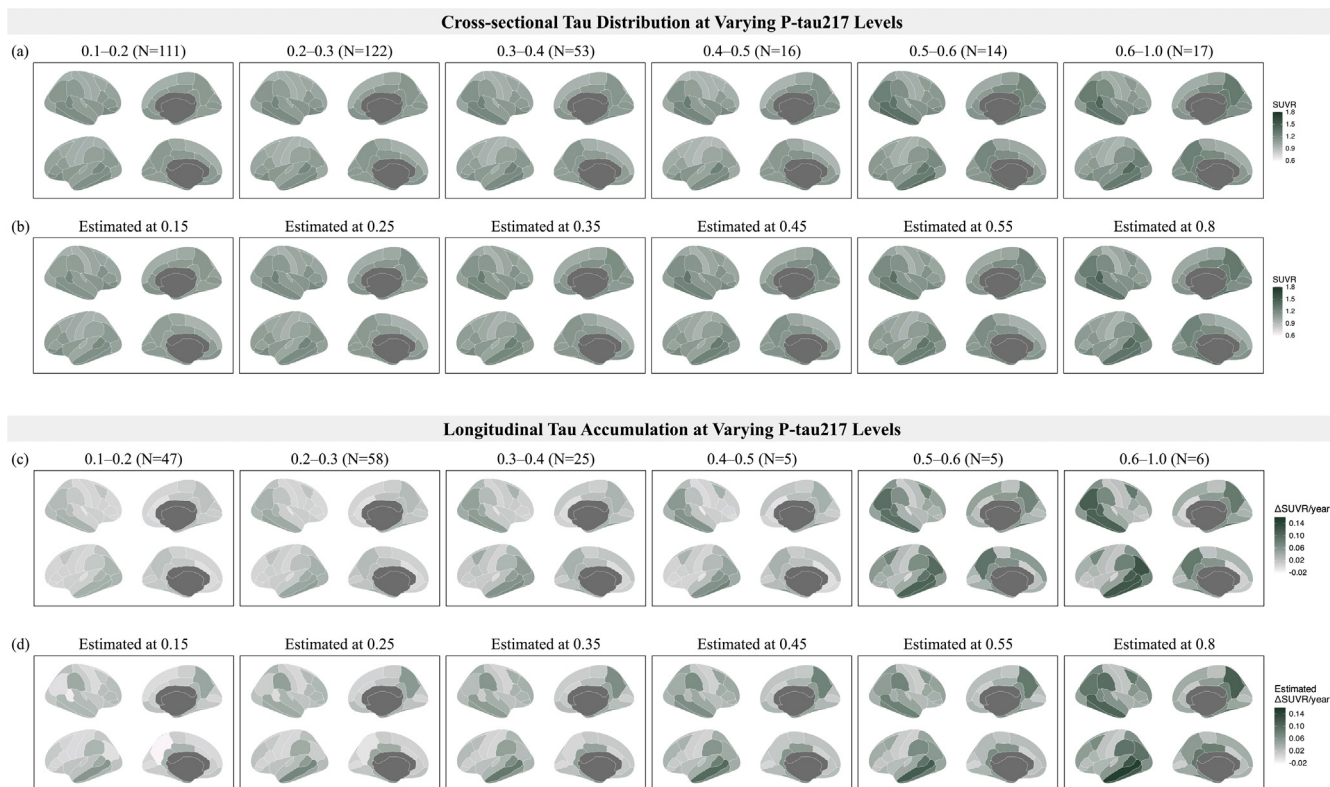 Cross-sectional Tau Distribution at Varying P-tau217 Levels
(a)
0.1–0.2 (N=111)
0.2–0.3 (N=122)
0.3–0.4 (N=53)
0.4–0.5 (N=16)
0.5–0.6 (N=14)
0.6–1.0 (N=17)
SUVR
1.8
1.5
1.2
0.9
0.6
(b)
Estimated at 0.15
Estimated at 0.25
Estimated at 0.35
Estimated at 0.45
Estimated at 0.55
Estimated at 0.8
SUVR
1.8
1.5
1.2
0.9
0.6
Longitudinal Tau Accumulation at Varying P-tau217 Levels
(c)
0.1–0.2 (N=47)
0.2–0.3 (N=58)
0.3–0.4 (N=25)
0.4–0.5 (N=5)
0.5–0.6 (N=5)
0.6–1.0 (N=6)
ΔSUVR/year
0.14
0.10
0.06
0.02
-0.02
(d)
Estimated at 0.15
Estimated at 0.25
Estimated at 0.35
Estimated at 0.45
Estimated at 0.55
Estimated at 0.8
Estimated
ΔSUVR/year
0.14
0.10
0.06
0.02
-0.02